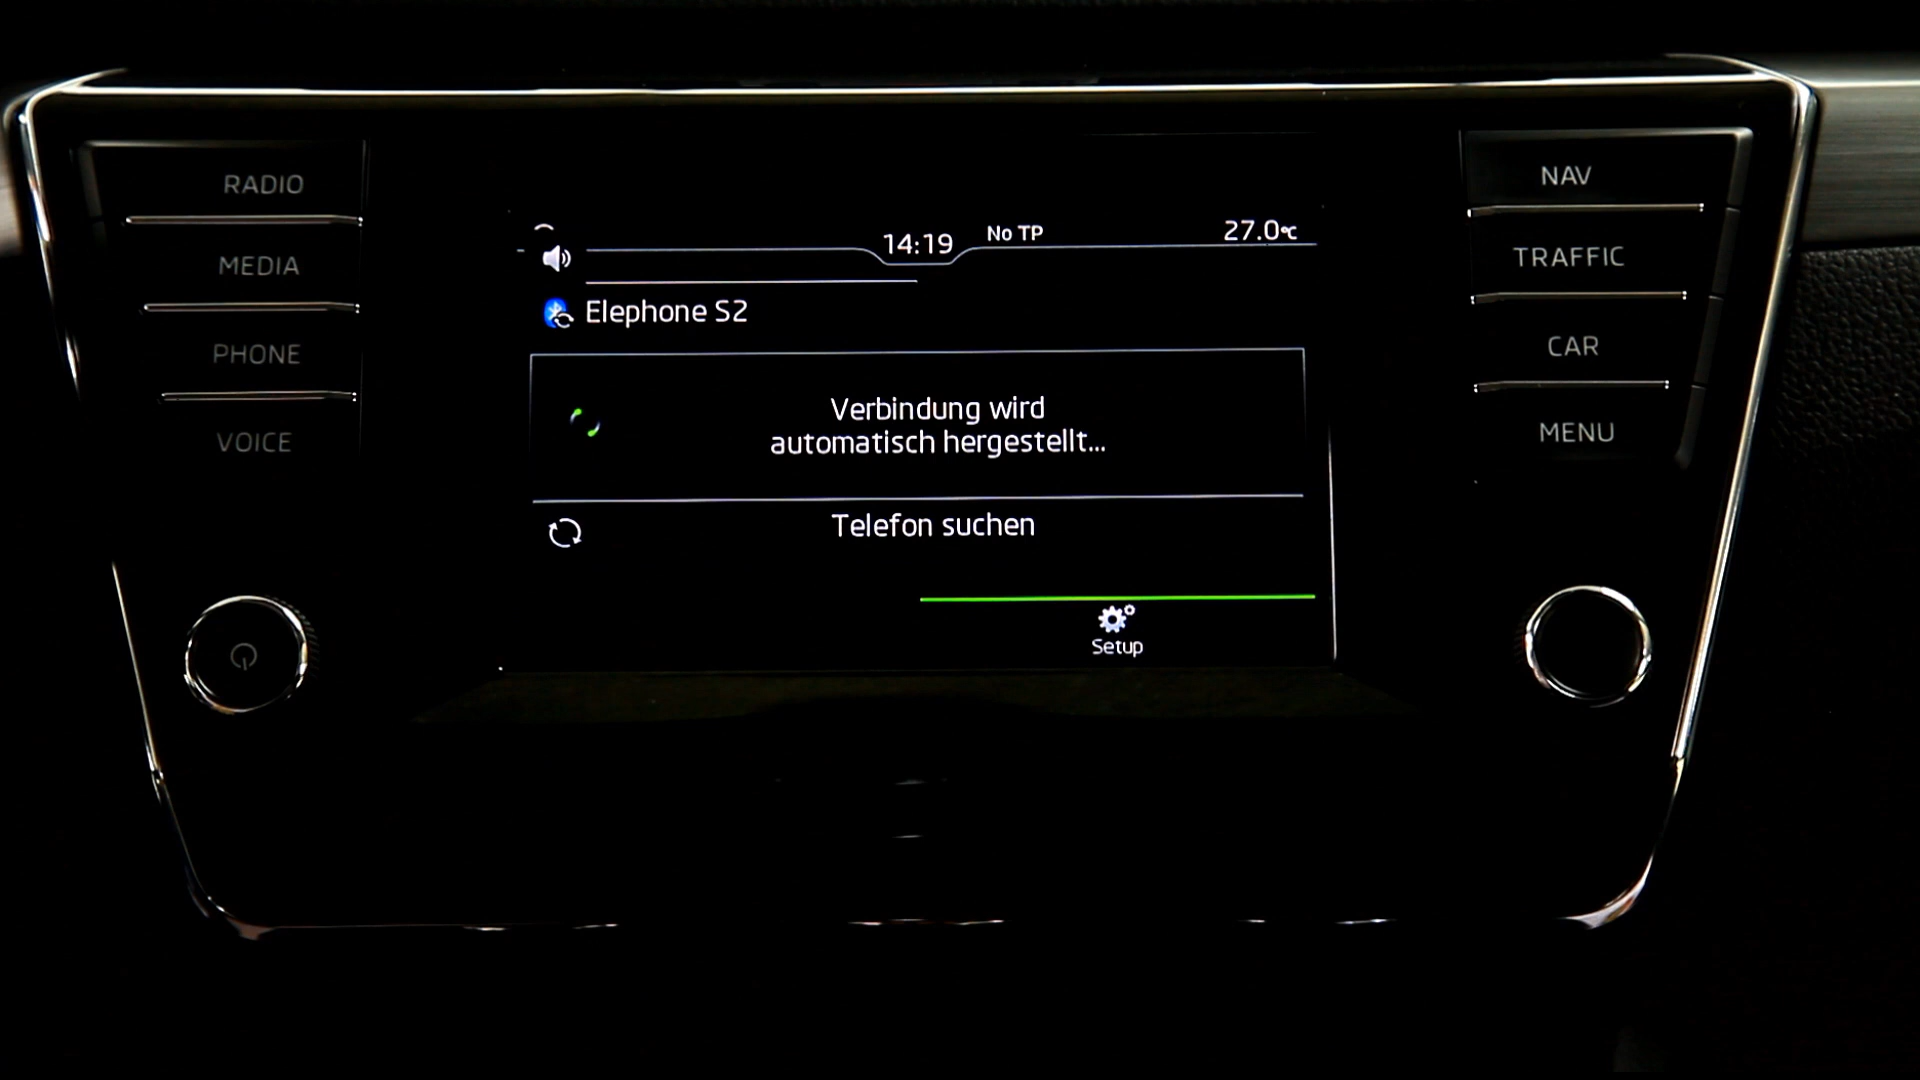 RADIO
MEDIA
PHONE
VOICE
14:19
No TP
27.0°C
Elephone S2
Verbindung wird
automatisch hergestellt...
Telefon suchen
Setup
NAV
TRAFFIC
CAR
MENU